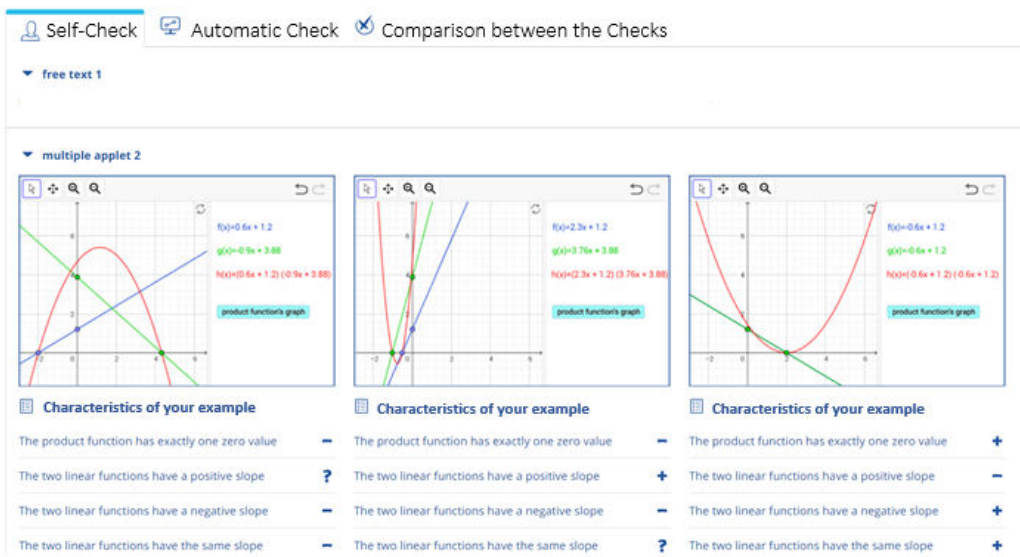 Self-Check Automatic Check Comparison between the Checks
free text 1
multiple applet 2
f(x)=0.6x + 1.2
g(x)=-0.9x + 3.88
h(x)=(0.6x + 1.2) (-0.9x + 3.88)
product function's graph
f(x)=2.3x + 1.2
g(x)=3.76x + 3.88
h(x)=(2.3x + 1.2) (3.76x + 3.88)
product function's graph
f(x)=-0.6x + 1.2
g(x)=-0.6x + 1.2
h(x)=(-0.6x + 1.2) (-0.6x + 1.2)
product function's graph
Characteristics of your example
The product function has exactly one zero value −
The two linear functions have a positive slope ?
The two linear functions have a negative slope −
The two linear functions have the same slope −
Characteristics of your example
The product function has exactly one zero value −
The two linear functions have a positive slope +
The two linear functions have a negative slope −
The two linear functions have the same slope ?
Characteristics of your example
The product function has exactly one zero value +
The two linear functions have a positive slope −
The two linear functions have a negative slope +
The two linear functions have the same slope +